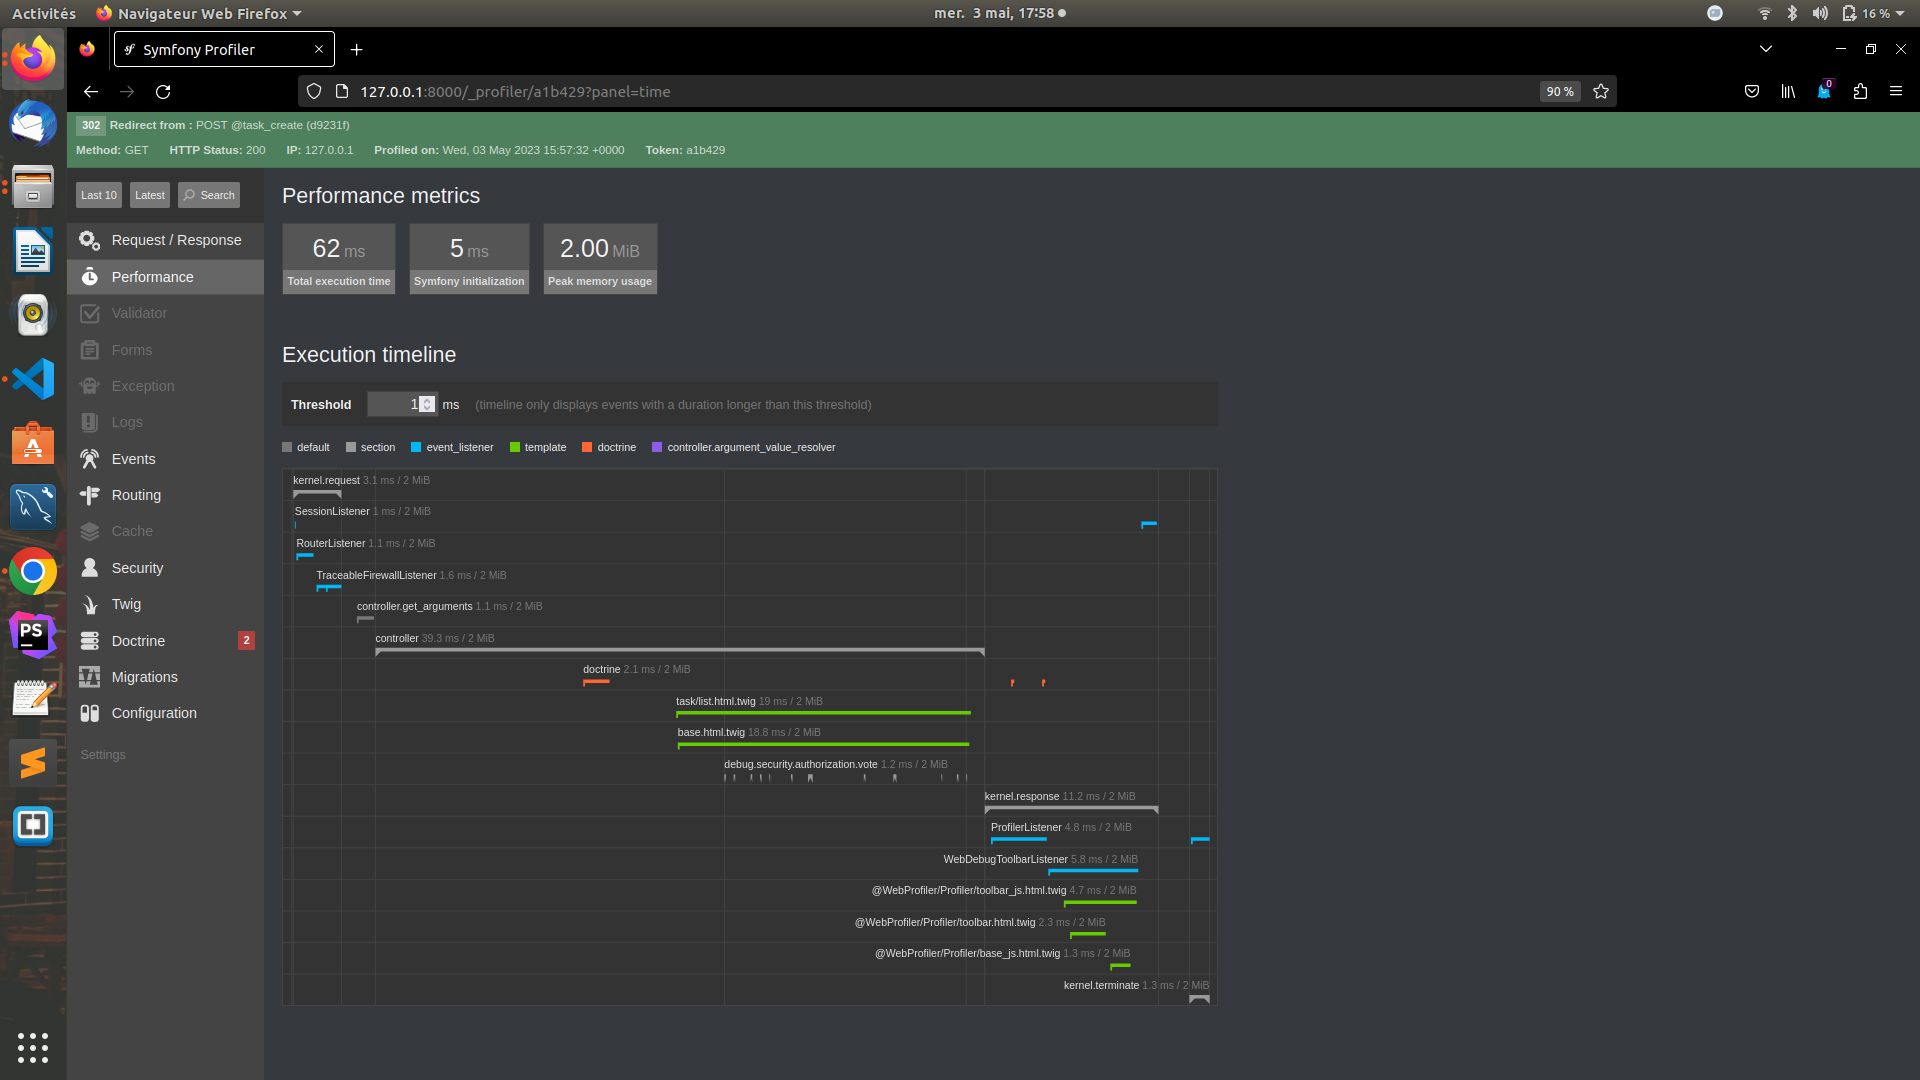 Activités
Navigateur Web Firefox
mer. 3 mai, 17:58
16 %
Symfony Profiler
127.0.0.1:8000/_profiler/a1b429?panel=time
90 %
0
302 Redirect from : POST @task_create (d9231f)
Method: GET HTTP Status: 200 IP: 127.0.0.1 Profiled on: Wed, 03 May 2023 15:57:32 +0000 Token: a1b429
Last 10 Latest Search
Request / Response
Performance
Validator
Forms
Exception
Logs
Events
Routing
Cache
Security
Twig
Doctrine 2
Migrations
Configuration
Settings
Performance metrics
62 ms
Total execution time
5 ms
Symfony initialization
2.00 MiB
Peak memory usage
Execution timeline
Threshold 1 ms (timeline only displays events with a duration longer than this threshold)
default section event_listener template doctrine controller.argument_value_resolver
kernel.request 3.1 ms / 2 MiB
SessionListener 1 ms / 2 MiB
RouterListener 1.1 ms / 2 MiB
TraceableFirewallListener 1.6 ms / 2 MiB
controller.get_arguments 1.1 ms / 2 MiB
controller 39.3 ms / 2 MiB
doctrine 2.1 ms / 2 MiB
task/list.html.twig 19 ms / 2 MiB
base.html.twig 18.8 ms / 2 MiB
debug.security.authorization.vote 1.2 ms / 2 MiB
kernel.response 11.2 ms / 2 MiB
ProfilerListener 4.8 ms / 2 MiB
WebDebugToolbarListener 5.8 ms / 2 MiB
@WebProfiler/Profiler/toolbar_js.html.twig 4.7 ms / 2 MiB
@WebProfiler/Profiler/toolbar.html.twig 2.3 ms / 2 MiB
@WebProfiler/Profiler/base_js.html.twig 1.3 ms / 2 MiB
kernel.terminate 1.3 ms / 2 MiB
PS